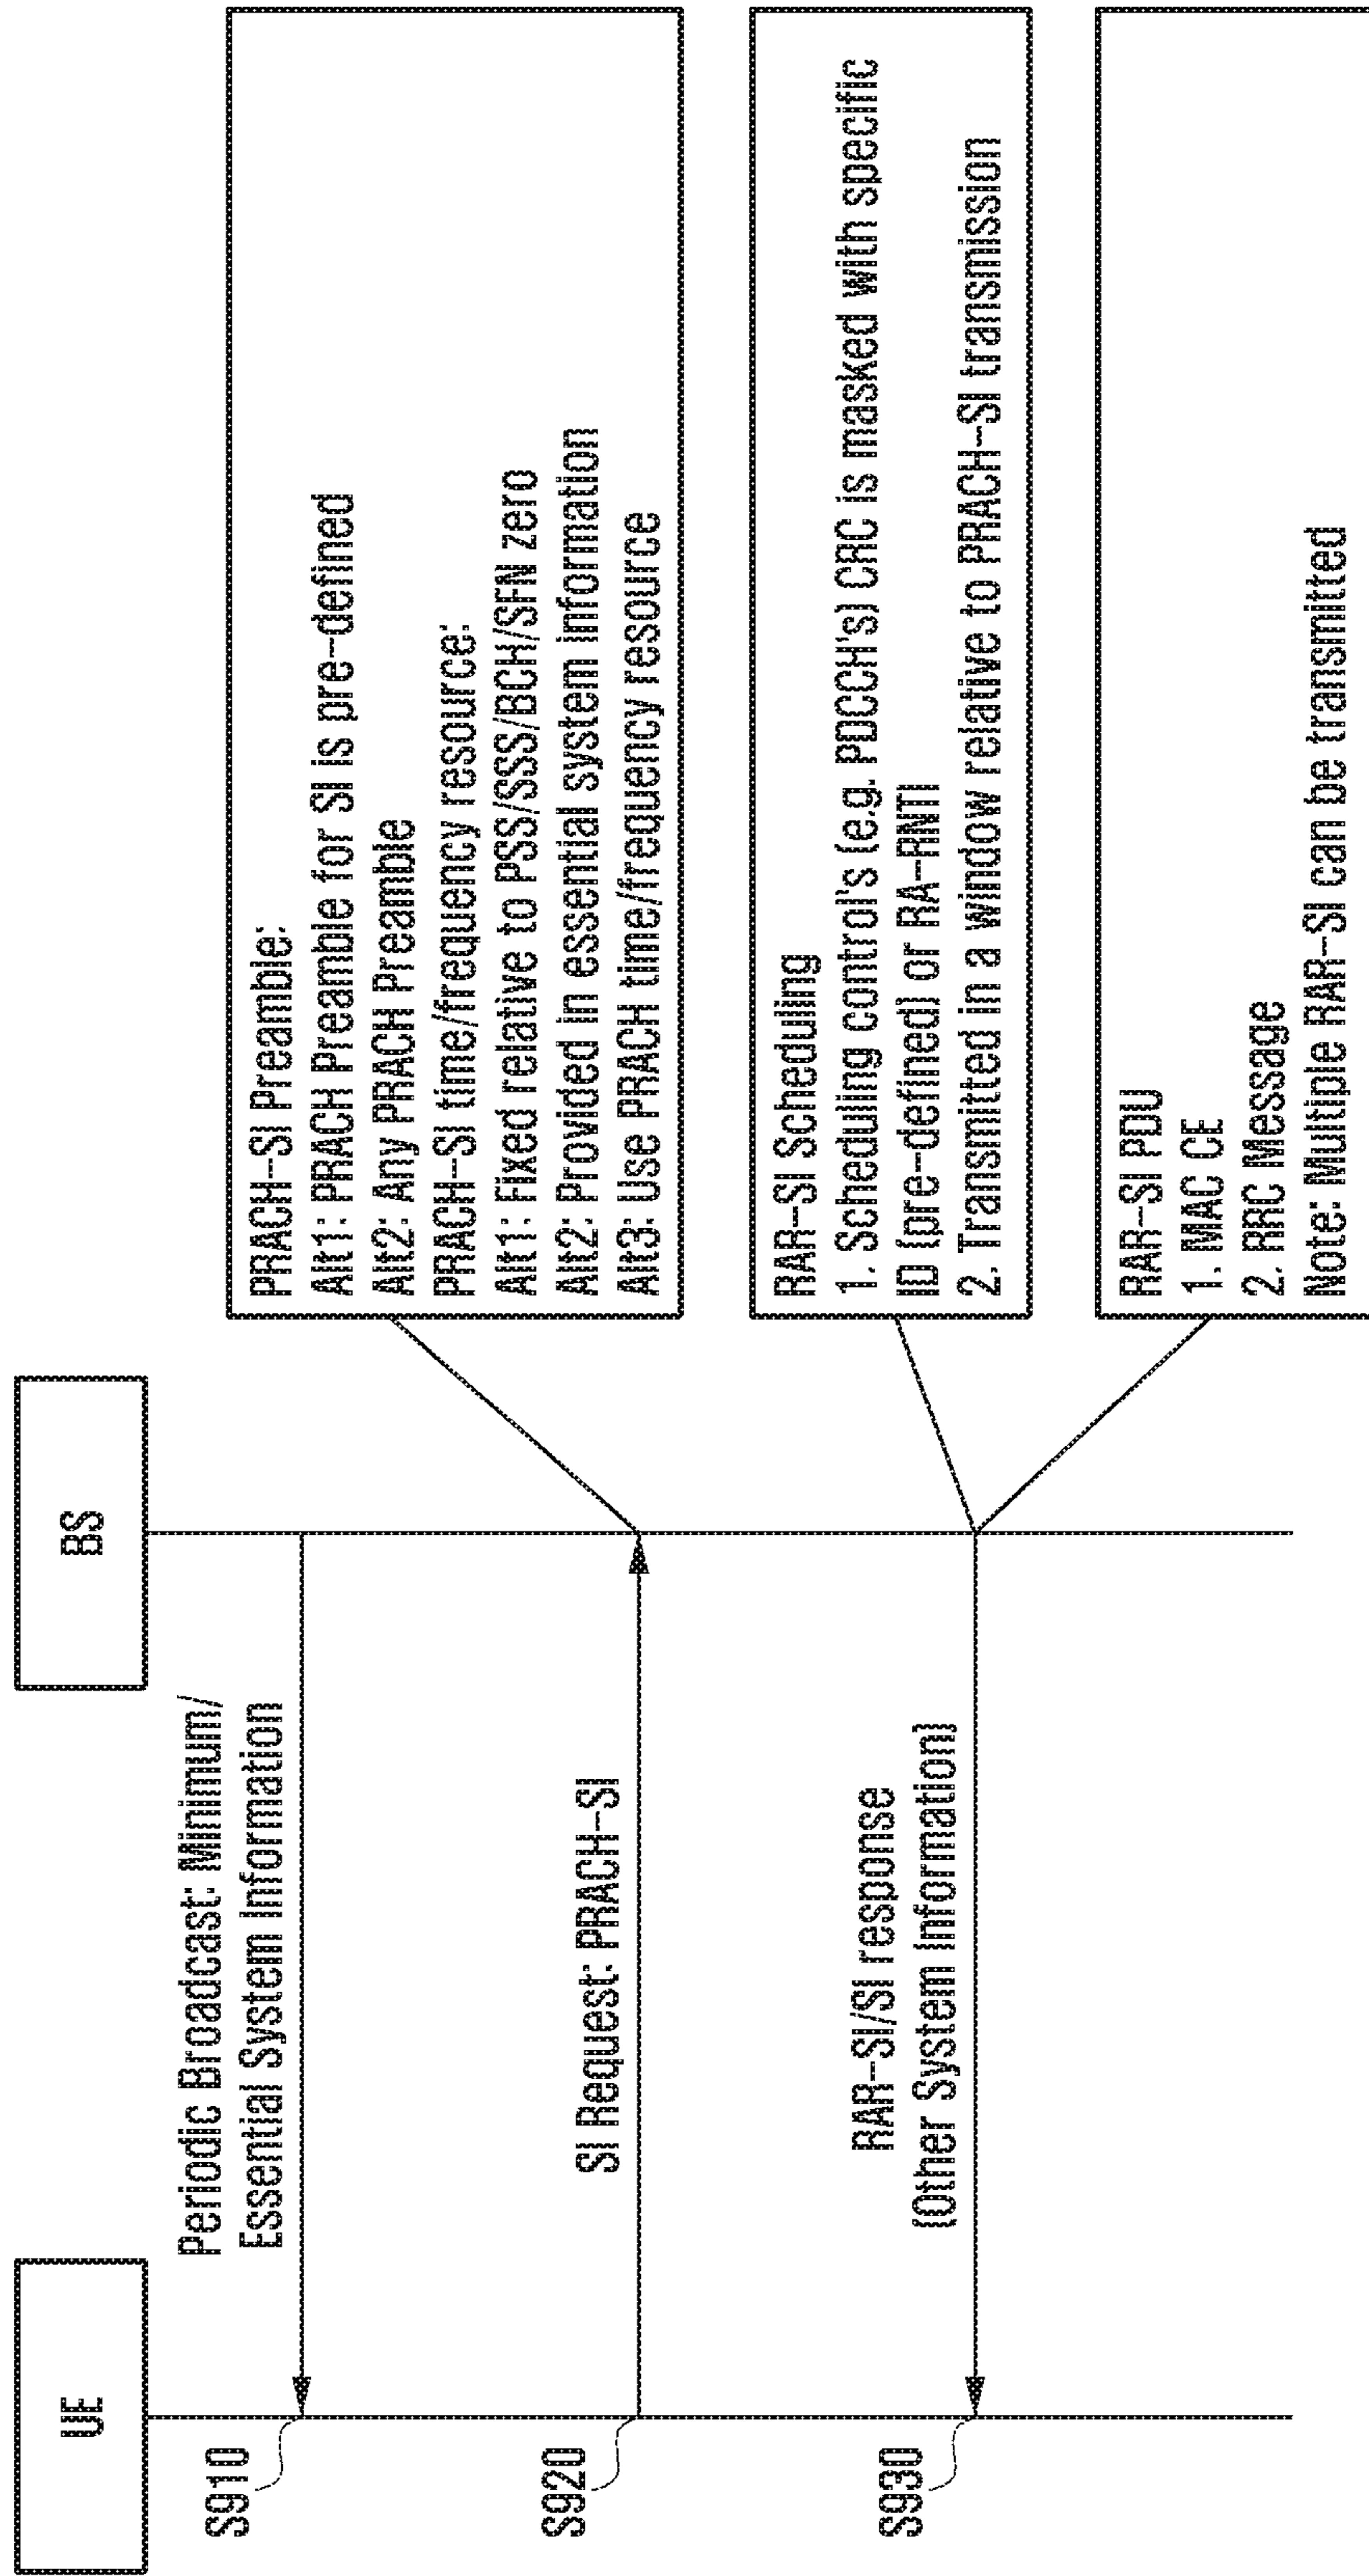 UE
BS
S910
Periodic Broadcast: Minimum/
Essential System Information
S920
SI Request: PRACH-SI
PRACH-SI Preamble:
Alt1: PRACH Preamble for SI is pre-defined
Alt2: Any PRACH Preamble
PRACH-SI time/frequency resource:
Alt1: Fixed relative to PSS/SSS/BCH/SFN zero
Alt2: Provided in essential system information
Alt3: Use PRACH time/frequency resource
S930
RAR-SI/SI response
(Other System Information)
RAR-SI Scheduling
1. Scheduling control's (e.g. PDCCH's) CRC is masked with specific
ID (pre-defined) or RA-RNTI
2. Transmitted in a window relative to PRACH-SI transmission
RAR-SI PDU
1. MAC CE
2. RRC Message
Note: Multiple RAR-SI can be transmitted